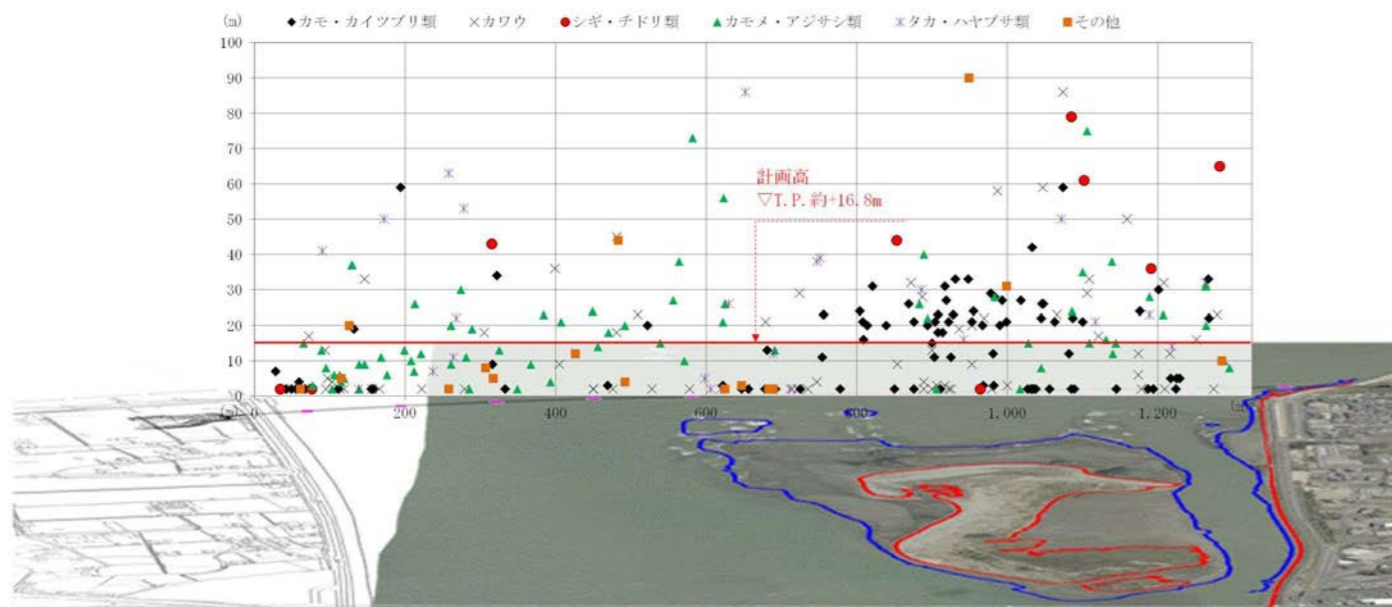 (m)
◆カモ・カイツブリ類 ×カワウ ●シギ・チドリ類 ▲カモメ・アジサシ類 ✳タカ・ハヤブサ類 ■その他
100
90
80
70
60
50
40
30
20
10
0
計画高
▽T.P.約+16.8m
(m) 0 200 400 600 800 1,000 1,200 (m)